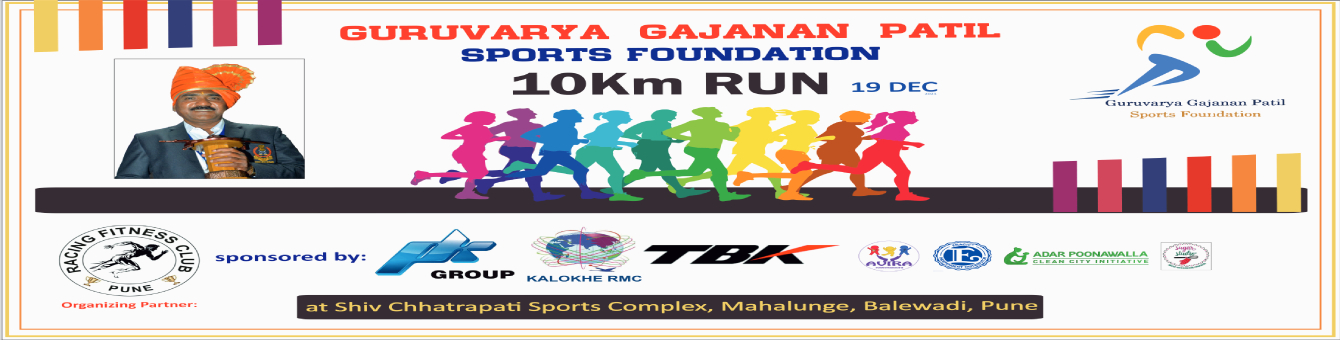 GURUVARYA GAJANAN PATIL
SPORTS FOUNDATION
10Km RUN 19 DEC
Guruvarya Gajanan Patil
Sports Foundation
RACING FITNESS CLUB
PUNE
Organizing Partner:
sponsored by:
GROUP
KALOKHE RMC
TBK
AVIRA
ADAR POONAWALLA
CLEAN CITY INITIATIVE
at Shiv Chhatrapati Sports Complex, Mahalunge, Balewadi, Pune